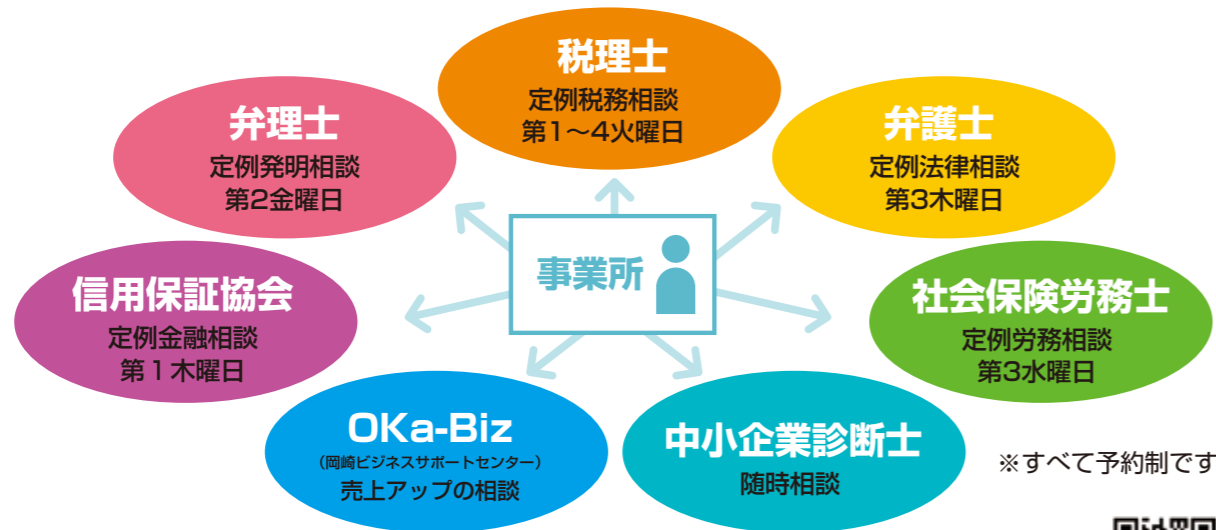 税理士
定例税務相談
第1〜4火曜日
弁理士
定例発明相談
第2金曜日
弁護士
定例法律相談
第3木曜日
事業所
信用保証協会
定例金融相談
第１木曜日
社会保険労務士
定例労務相談
第3水曜日
OKa-Biz
（岡崎ビジネスサポートセンター）
売上アップの相談
中小企業診断士
随時相談
※すべて予約制です